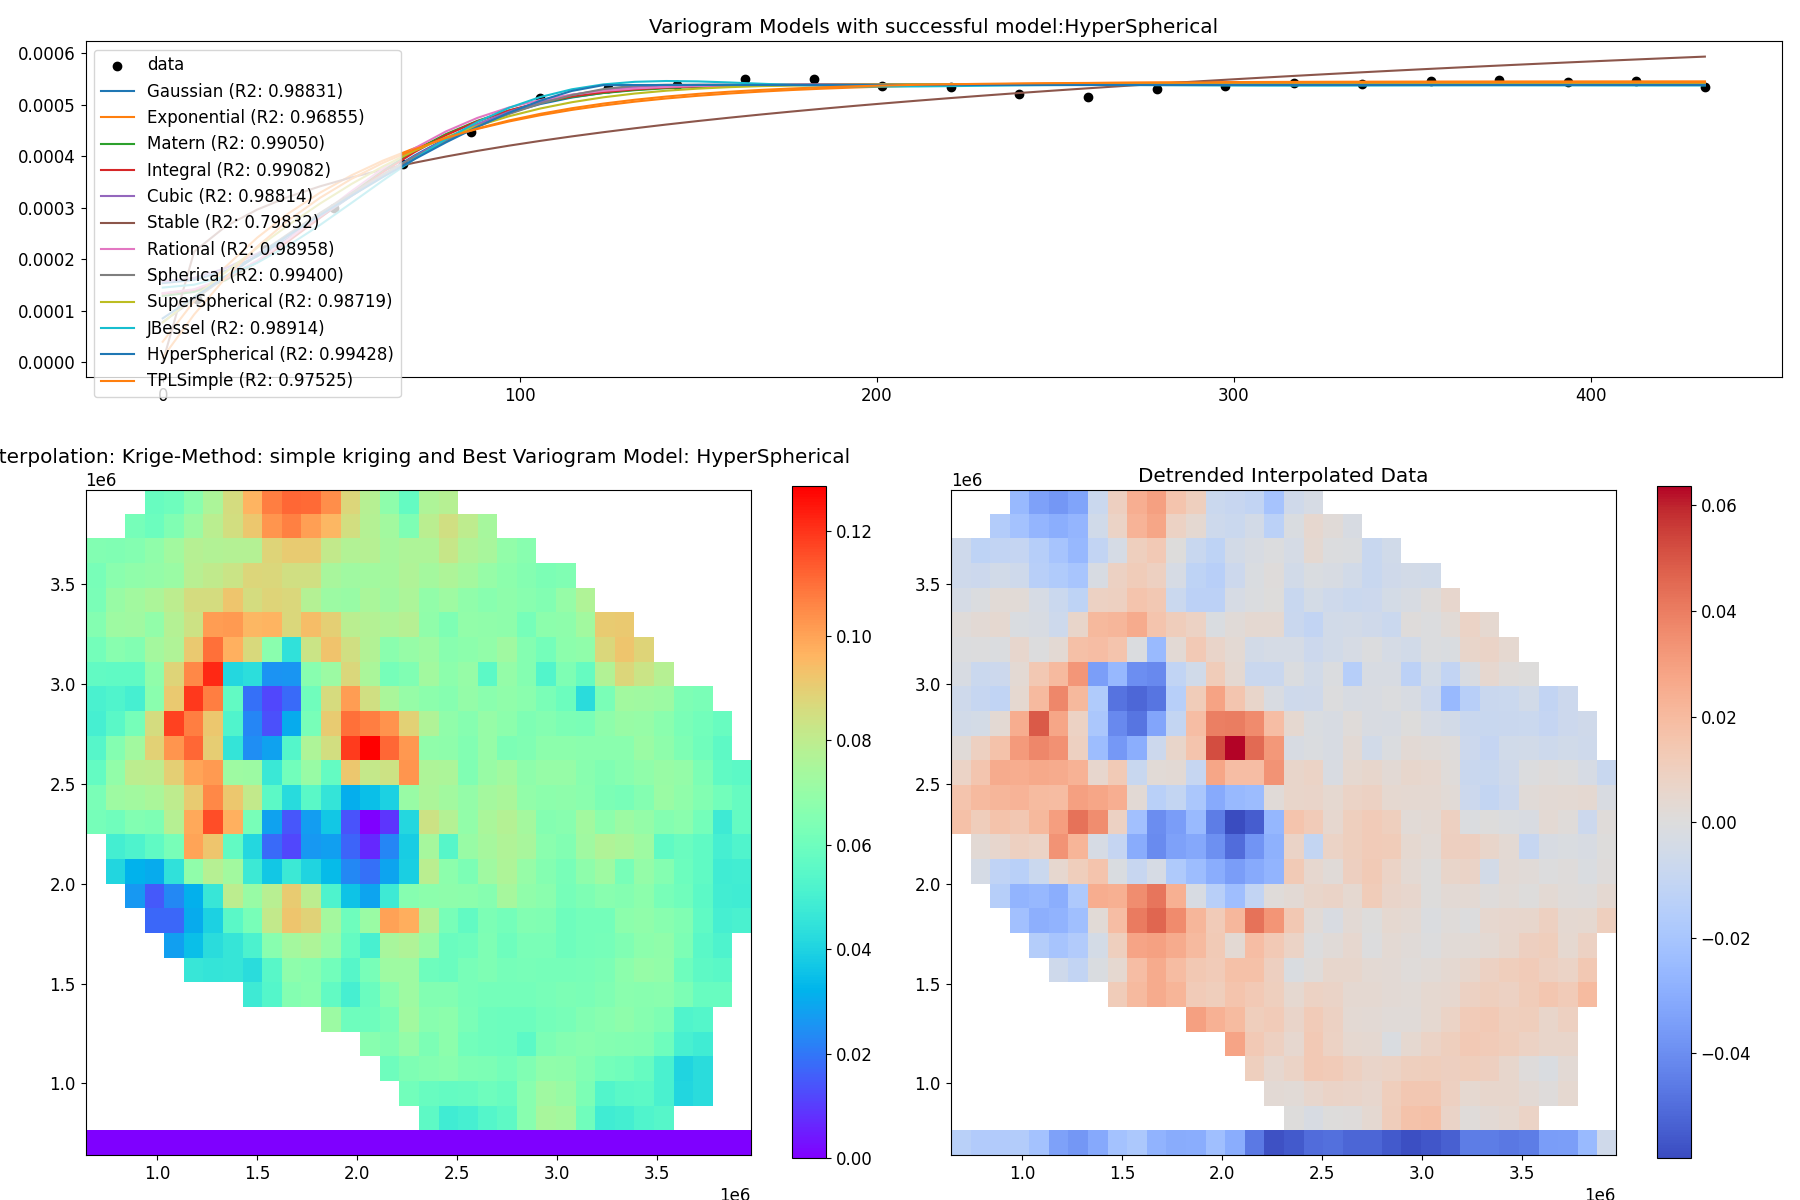 Variogram Models with successful model:HyperSpherical
0.0006
0.0005
0.0004
0.0003
0.0002
0.0001
0.0000
data
Gaussian (R2: 0.98831)
Exponential (R2: 0.96855)
Matern (R2: 0.99050)
Integral (R2: 0.99082)
Cubic (R2: 0.98814)
Stable (R2: 0.79832)
Rational (R2: 0.98958)
Spherical (R2: 0.99400)
SuperSpherical (R2: 0.98719)
JBessel (R2: 0.98914)
HyperSpherical (R2: 0.99428)
TPLSimple (R2: 0.97525)
0 100 200 300 400
terpolation: Krige-Method: simple kriging and Best Variogram Model: HyperSpherical
1e6
3.5
3.0
2.5
2.0
1.5
1.0
1.0 1.5 2.0 2.5 3.0 3.5
1e6
0.12
0.10
0.08
0.06
0.04
0.02
0.00
Detrended Interpolated Data
1e6
3.5
3.0
2.5
2.0
1.5
1.0
1.0 1.5 2.0 2.5 3.0 3.5
1e6
0.06
0.04
0.02
0.00
−0.02
−0.04